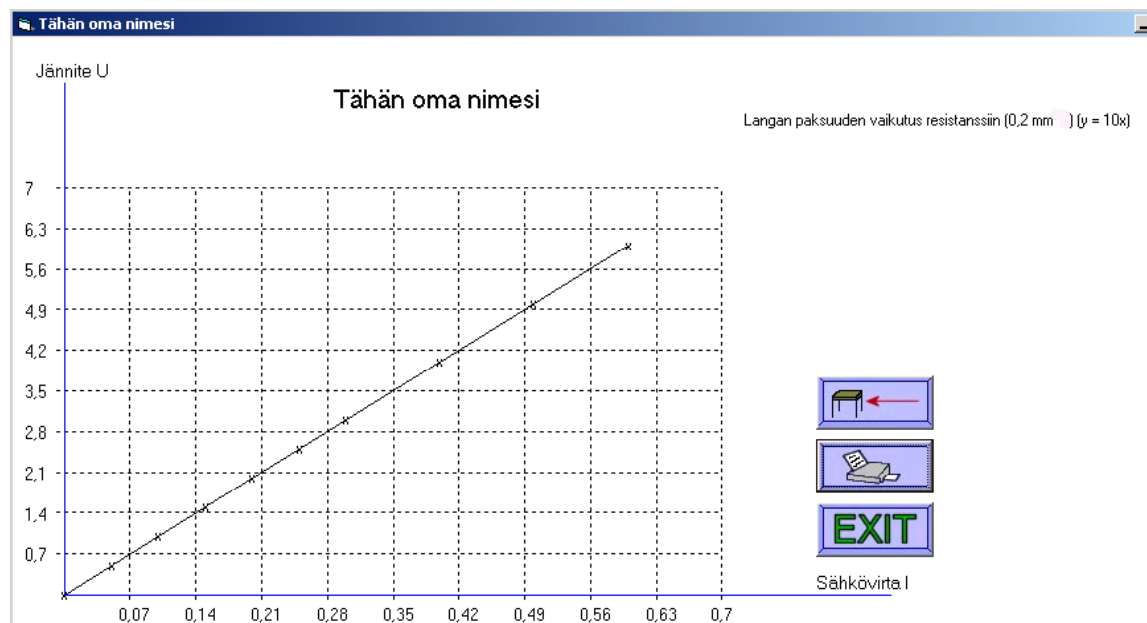 Tähän oma nimesi
Jännite U
Tähän oma nimesi
Langan paksuuden vaikutus resistanssiin (0,2 mm ) (y = 10x)
7
6,3
5,6
4,9
4,2
3,5
2,8
2,1
1,4
0,7
EXIT
Sähkövirta I
0,07 0,14 0,21 0,28 0,35 0,42 0,49 0,56 0,63 0,7